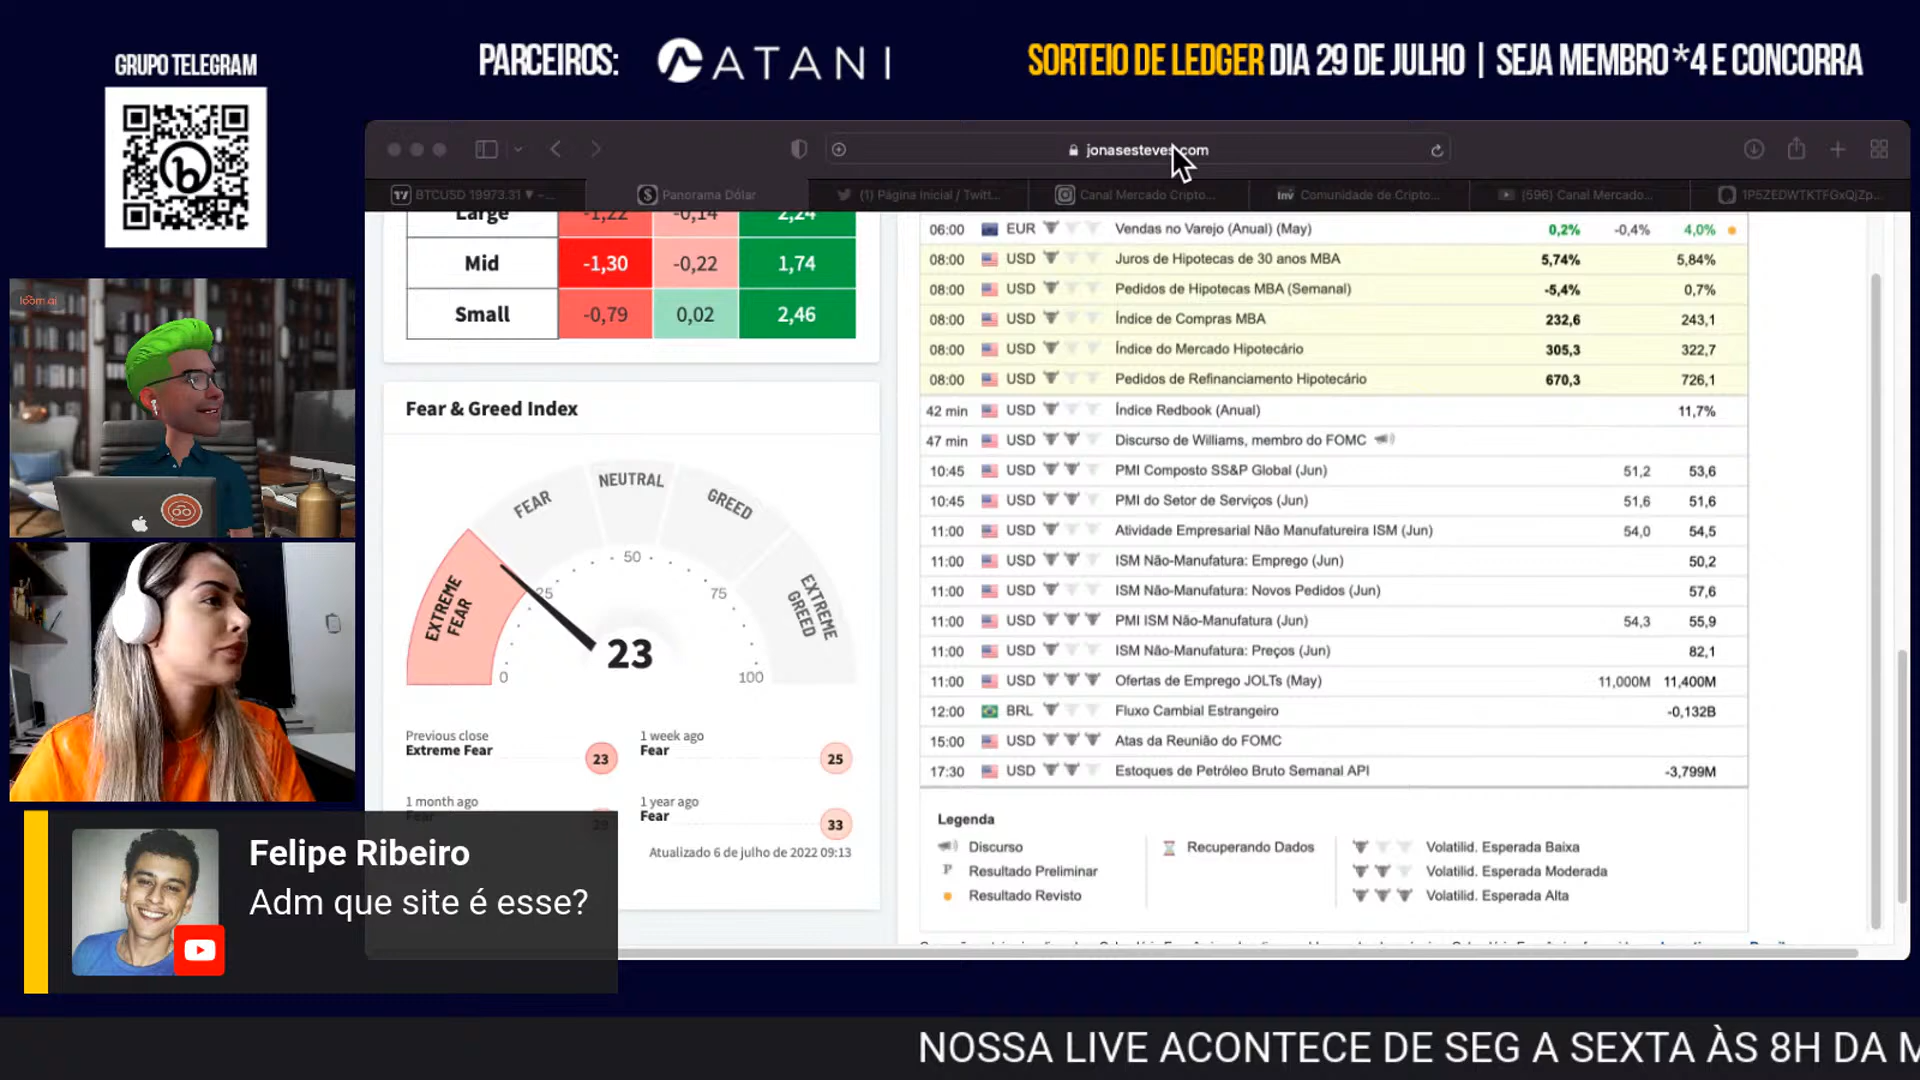 GRUPO TELEGRAM
PARCEIROS:
ATANI
SORTEIO DE LEDGER DIA 29 DE JULHO | SEJA MEMBRO *4 E CONCORRA
jonasesteves.com
BTCUSD 19973.31 ▼ –...
Panorama Dólar
(1) Página Inicial / Twitt...
Canal Mercado Cripto...
Inv Comunidade de Cripto...
(596) Canal Mercado...
1P5ZEDWTKTFGxQjZp...
loom.ai
Large -1,22 -0,14 2,24
Mid -1,30 -0,22 1,74
Small -0,79 0,02 2,46
Fear & Greed Index
EXTREME FEAR
FEAR
NEUTRAL
GREED
EXTREME GREED
0 25 50 75 100
23
Previous close
Extreme Fear 23
1 week ago
Fear 25
1 month ago
Fear
1 year ago
Fear 33
Atualizado 6 de julho de 2022 09:13
06:00 EUR Vendas no Varejo (Anual) (May) 0,2% -0,4% 4,0%
08:00 USD Juros de Hipotecas de 30 anos MBA 5,74% 5,84%
08:00 USD Pedidos de Hipotecas MBA (Semanal) -5,4% 0,7%
08:00 USD Índice de Compras MBA 232,6 243,1
08:00 USD Índice do Mercado Hipotecário 305,3 322,7
08:00 USD Pedidos de Refinanciamento Hipotecário 670,3 726,1
42 min USD Índice Redbook (Anual) 11,7%
47 min USD Discurso de Williams, membro do FOMC
10:45 USD PMI Composto SS&P Global (Jun) 51,2 53,6
10:45 USD PMI do Setor de Serviços (Jun) 51,6 51,6
11:00 USD Atividade Empresarial Não Manufatureira ISM (Jun) 54,0 54,5
11:00 USD ISM Não-Manufatura: Emprego (Jun) 50,2
11:00 USD ISM Não-Manufatura: Novos Pedidos (Jun) 57,6
11:00 USD PMI ISM Não-Manufatura (Jun) 54,3 55,9
11:00 USD ISM Não-Manufatura: Preços (Jun) 82,1
11:00 USD Ofertas de Emprego JOLTs (May) 11,000M 11,400M
12:00 BRL Fluxo Cambial Estrangeiro -0,132B
15:00 USD Atas da Reunião do FOMC
17:30 USD Estoques de Petróleo Bruto Semanal API -3,799M
Legenda
Discurso
P Resultado Preliminar
Resultado Revisto
Recuperando Dados
Volatilid. Esperada Baixa
Volatilid. Esperada Moderada
Volatilid. Esperada Alta
Felipe Ribeiro
Adm que site é esse?
NOSSA LIVE ACONTECE DE SEG A SEXTA ÀS 8H DA M